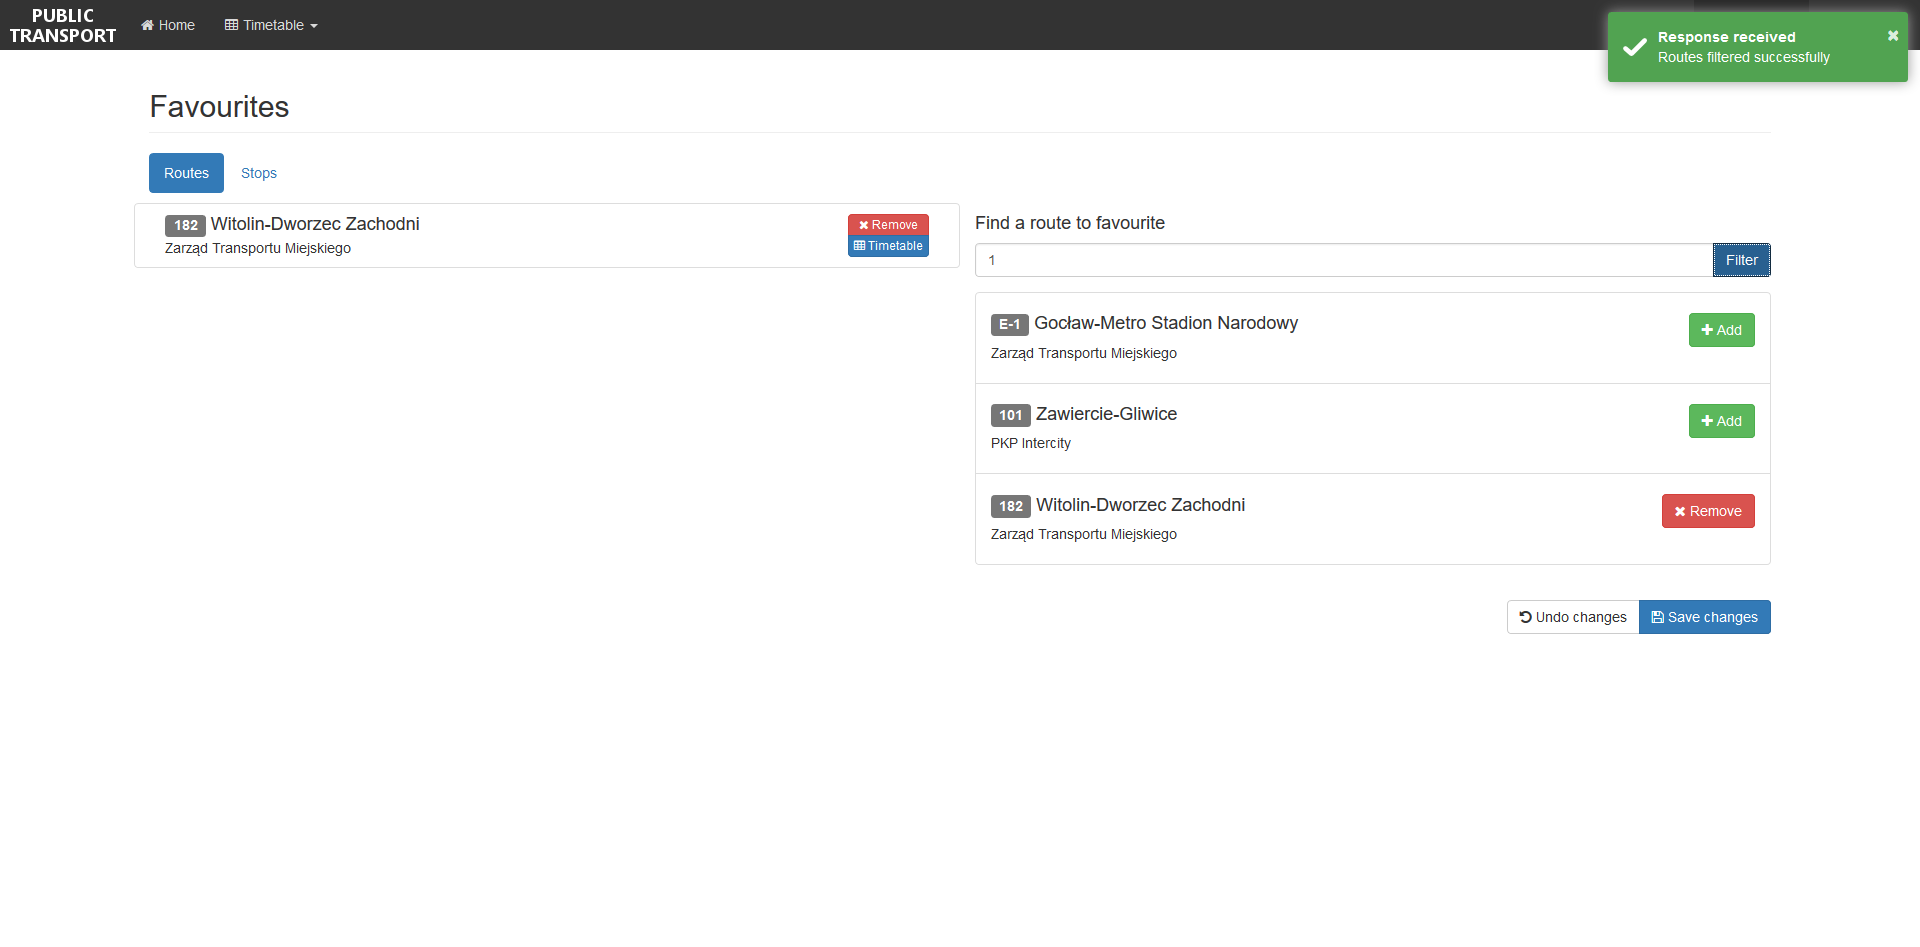 PUBLIC
TRANSPORT
Home
Timetable
Response received
Routes filtered successfully
Favourites
Routes
Stops
182 Witolin-Dworzec Zachodni
Zarząd Transportu Miejskiego
Remove
Timetable
Find a route to favourite
1
Filter
E-1 Gocław-Metro Stadion Narodowy
Zarząd Transportu Miejskiego
Add
101 Zawiercie-Gliwice
PKP Intercity
Add
182 Witolin-Dworzec Zachodni
Zarząd Transportu Miejskiego
Remove
Undo changes
Save changes